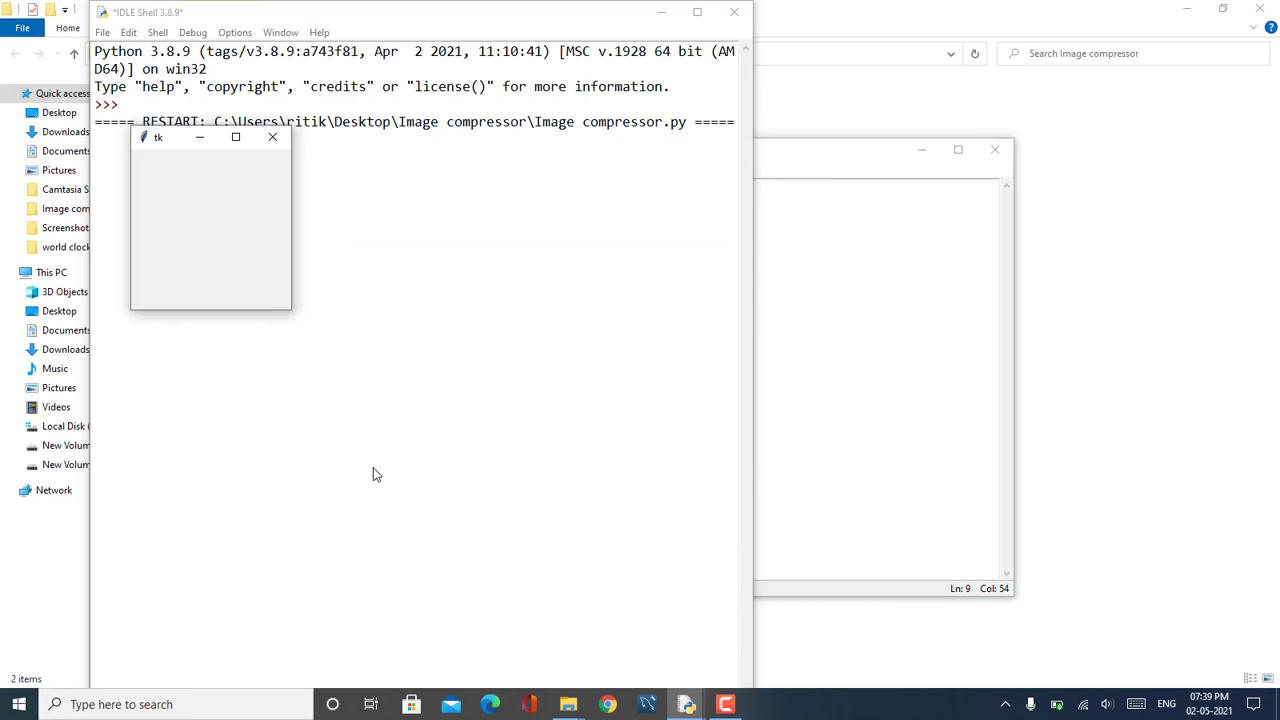 *IDLE Shell 3.8.9*
File Edit Shell Debug Options Window Help
Python 3.8.9 (tags/v3.8.9:a743f81, Apr  2 2021, 11:10:41) [MSC v.1928 64 bit (AM
D64)] on win32
Type "help", "copyright", "credits" or "license()" for more information.
>>>
===== RESTART: C:\Users\ritik\Desktop\Image compressor\Image compressor.py =====
tk
File Home
Search Image compressor
Quick access
Desktop
Downloads
Documents
Pictures
Camtasia S
Image com
Screenshot
world clock
This PC
3D Objects
Desktop
Documents
Downloads
Music
Pictures
Videos
Local Disk (
New Volum
New Volum
Network
2 items
Ln: 9 Col: 54
Type here to search
ENG
07:39 PM
02-05-2021